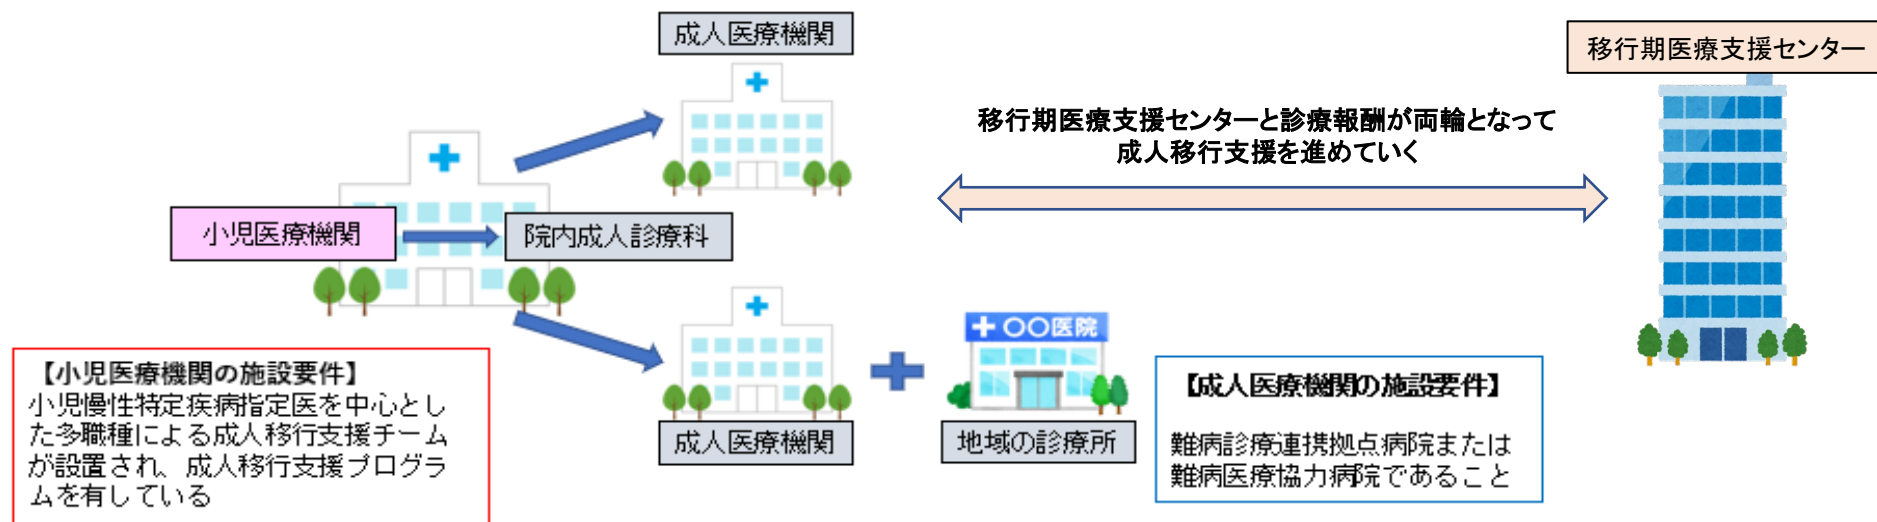 成人医療機関
移行期医療支援センター
移行期医療支援センターと診療報酬が両輪となって
成人移行支援を進めていく
小児医療機関
院内成人診療科
〇〇医院
成人医療機関
地域の診療所
【小児医療機関の施設要件】
小児慢性特定疾病指定医を中心とし
た多職種による成人移行支援チーム
が設置され、成人移行支援プログラ
ムを有している
【成人医療機関の施設要件】
難病診療連携拠点病院または
難病医療協力病院であること